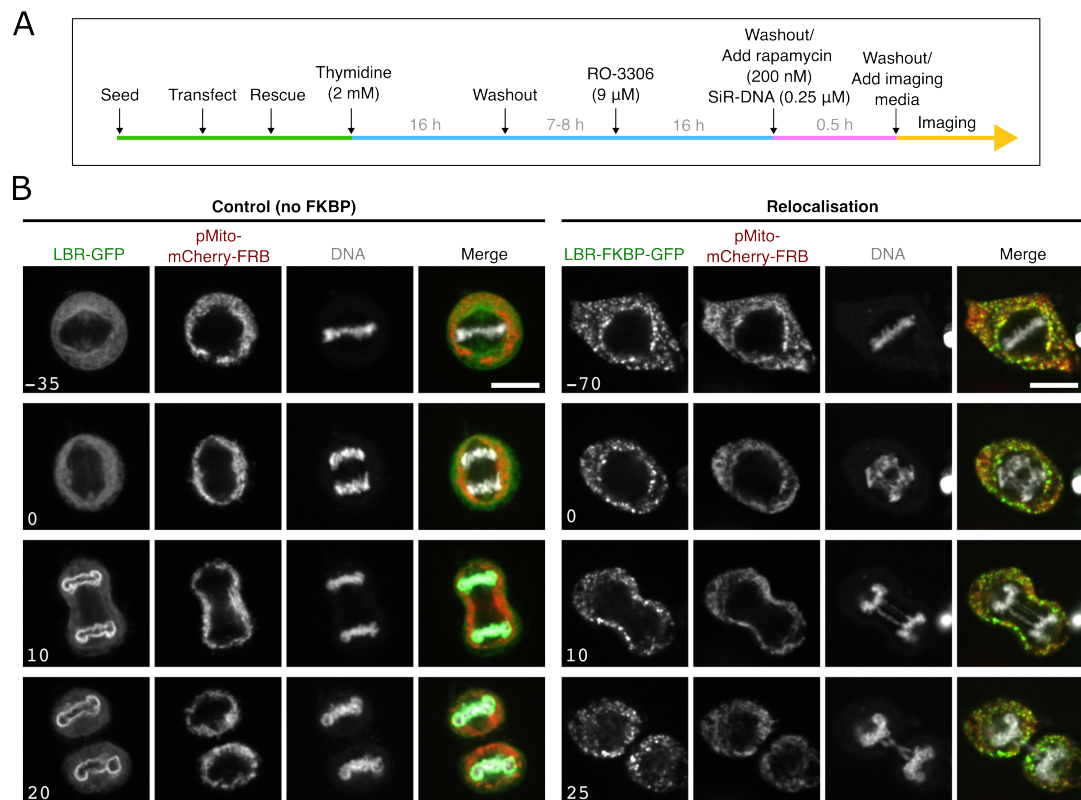 A
Seed
Transfect
Rescue
Thymidine
(2 mM)
Washout
RO-3306
(9 µM)
Washout/
Add rapamycin
(200 nM)
SiR-DNA (0.25 µM)
Washout/
Add imaging
media
16 h
7-8 h
16 h
0.5 h
Imaging
B
Control (no FKBP)
Relocalisation
LBR-GFP
pMito-
mCherry-FRB
DNA
Merge
LBR-FKBP-GFP
pMito-
mCherry-FRB
DNA
Merge
−35
−70
0
0
10
10
20
25